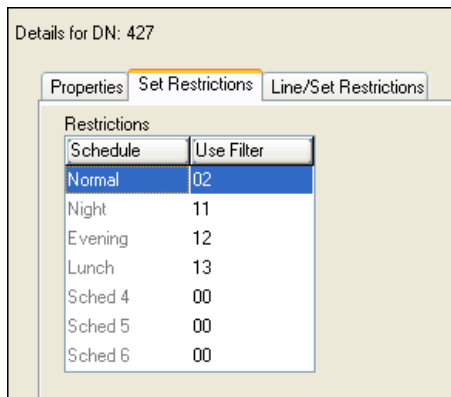 Details for DN: 427
Properties Set Restrictions Line/Set Restrictions
Restrictions
Schedule Use Filter
Normal 02
Night 11
Evening 12
Lunch 13
Sched 4 00
Sched 5 00
Sched 6 00